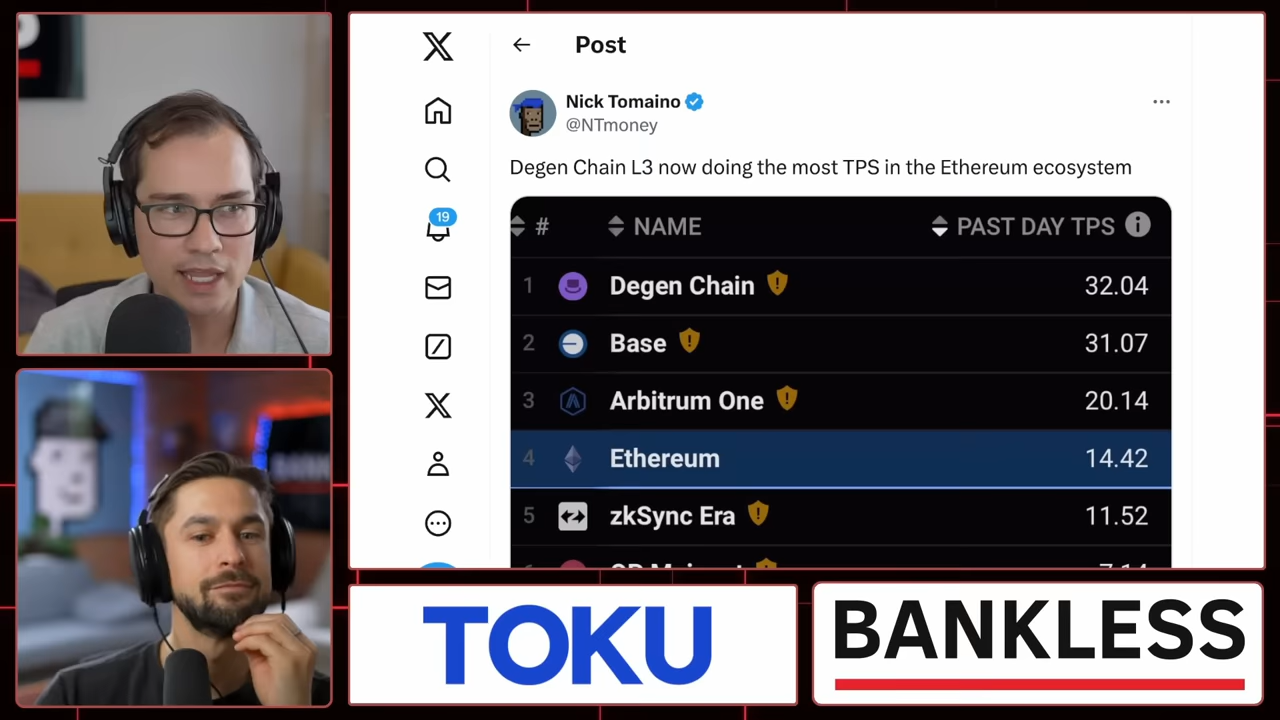 Post
Nick Tomaino
@NTmoney
19
Degen Chain L3 now doing the most TPS in the Ethereum ecosystem
# NAME PAST DAY TPS
1 Degen Chain 32.04
2 Base 31.07
3 Arbitrum One 20.14
4 Ethereum 14.42
5 zkSync Era 11.52
TOKU
BANKLESS